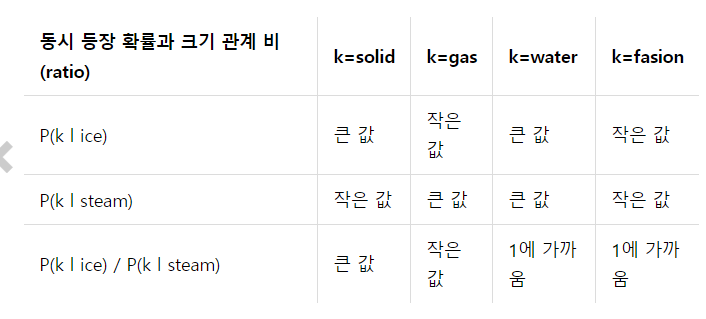 동시 등장 확률과 크기 관계 비
(ratio) k=solid k=gas k=water k=fasion
P(k l ice) 큰 값 작은
값 큰 값 작은 값
P(k l steam) 작은 값 큰 값 큰 값 작은 값
P(k l ice) / P(k l steam) 큰 값 작은
값 1에 가까
움 1에 가까
움